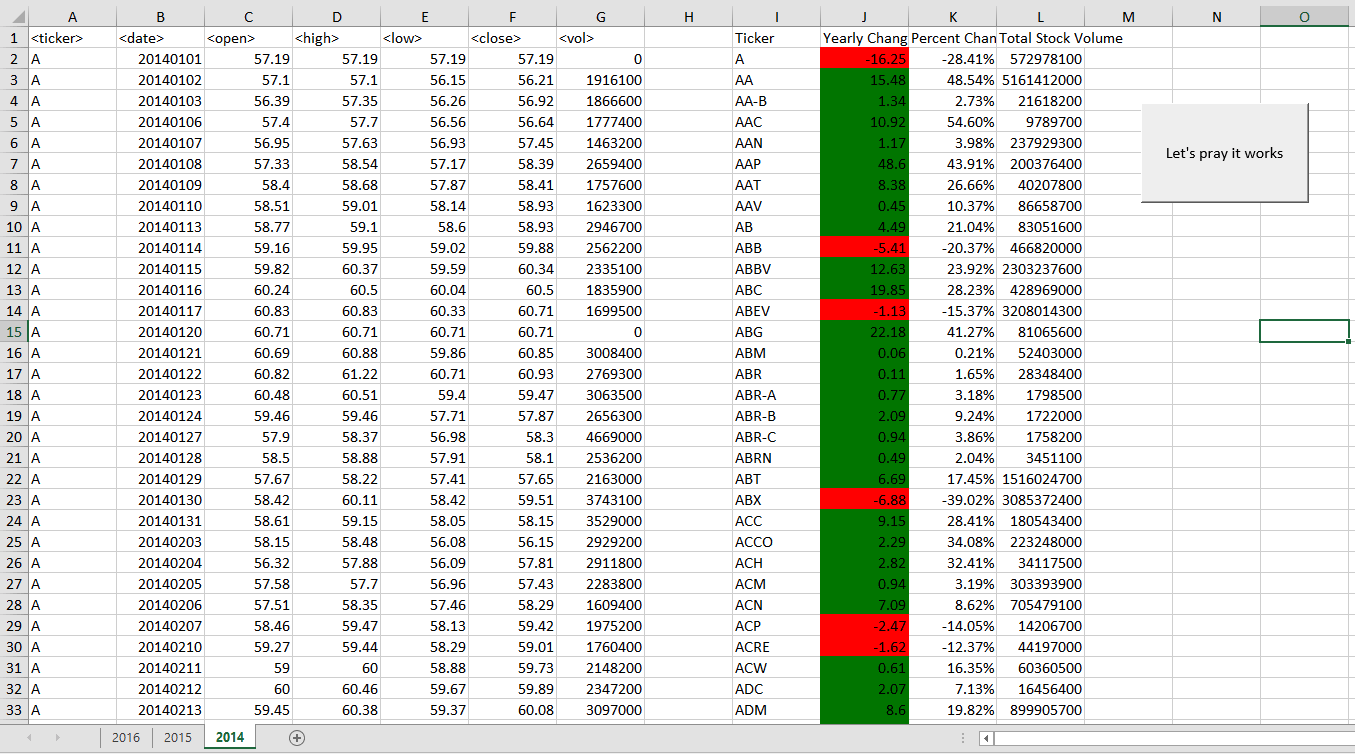 A B C D E F G H I J K L M N O
1 <ticker> <date> <open> <high> <low> <close> <vol> Ticker Yearly Chang Percent Chan Total Stock Volume
2 A 20140101 57.19 57.19 57.19 57.19 0 A -16.25 -28.41% 572978100
3 A 20140102 57.1 57.1 56.15 56.21 1916100 AA 15.48 48.54% 5161412000
4 A 20140103 56.39 57.35 56.26 56.92 1866600 AA-B 1.34 2.73% 21618200
5 A 20140106 57.4 57.7 56.56 56.64 1777400 AAC 10.92 54.60% 9789700
6 A 20140107 56.95 57.63 56.93 57.45 1463200 AAN 1.17 3.98% 237929300
7 A 20140108 57.33 58.54 57.17 58.39 2659400 AAP 48.6 43.91% 200376400
Let's pray it works
8 A 20140109 58.4 58.68 57.87 58.41 1757600 AAT 8.38 26.66% 40207800
9 A 20140110 58.51 59.01 58.14 58.93 1623300 AAV 0.45 10.37% 86658700
10 A 20140113 58.77 59.1 58.6 58.93 2946700 AB 4.49 21.04% 83051600
11 A 20140114 59.16 59.95 59.02 59.88 2562200 ABB -5.41 -20.37% 466820000
12 A 20140115 59.82 60.37 59.59 60.34 2335100 ABBV 12.63 23.92% 2303237600
13 A 20140116 60.24 60.5 60.04 60.5 1835900 ABC 19.85 28.23% 428969000
14 A 20140117 60.83 60.83 60.33 60.71 1699500 ABEV -1.13 -15.37% 3208014300
15 A 20140120 60.71 60.71 60.71 60.71 0 ABG 22.18 41.27% 81065600
16 A 20140121 60.69 60.88 59.86 60.85 3008400 ABM 0.06 0.21% 52403000
17 A 20140122 60.82 61.22 60.71 60.93 2769300 ABR 0.11 1.65% 28348400
18 A 20140123 60.48 60.51 59.4 59.47 3063500 ABR-A 0.77 3.18% 1798500
19 A 20140124 59.46 59.46 57.71 57.87 2656300 ABR-B 2.09 9.24% 1722000
20 A 20140127 57.9 58.37 56.98 58.3 4669000 ABR-C 0.94 3.86% 1758200
21 A 20140128 58.5 58.88 57.91 58.1 2536200 ABRN 0.49 2.04% 3451100
22 A 20140129 57.67 58.22 57.41 57.65 2163000 ABT 6.69 17.45% 1516024700
23 A 20140130 58.42 60.11 58.42 59.51 3743100 ABX -6.88 -39.02% 3085372400
24 A 20140131 58.61 59.15 58.05 58.15 3529000 ACC 9.15 28.41% 180543400
25 A 20140203 58.15 58.48 56.08 56.15 2929200 ACCO 2.29 34.08% 223248000
26 A 20140204 56.32 57.88 56.09 57.81 2911800 ACH 2.82 32.41% 34117500
27 A 20140205 57.58 57.7 56.96 57.43 2283800 ACM 0.94 3.19% 303393900
28 A 20140206 57.51 58.35 57.46 58.29 1609400 ACN 7.09 8.62% 705479100
29 A 20140207 58.46 59.47 58.13 59.42 1975200 ACP -2.47 -14.05% 14206700
30 A 20140210 59.27 59.44 58.29 59.01 1760400 ACRE -1.62 -12.37% 44197000
31 A 20140211 59 60 58.88 59.73 2148200 ACW 0.61 16.35% 60360500
32 A 20140212 60 60.46 59.67 59.89 2347200 ADC 2.07 7.13% 16456400
33 A 20140213 59.45 60.38 59.37 60.08 3097000 ADM 8.6 19.82% 899905700
2016 2015 2014